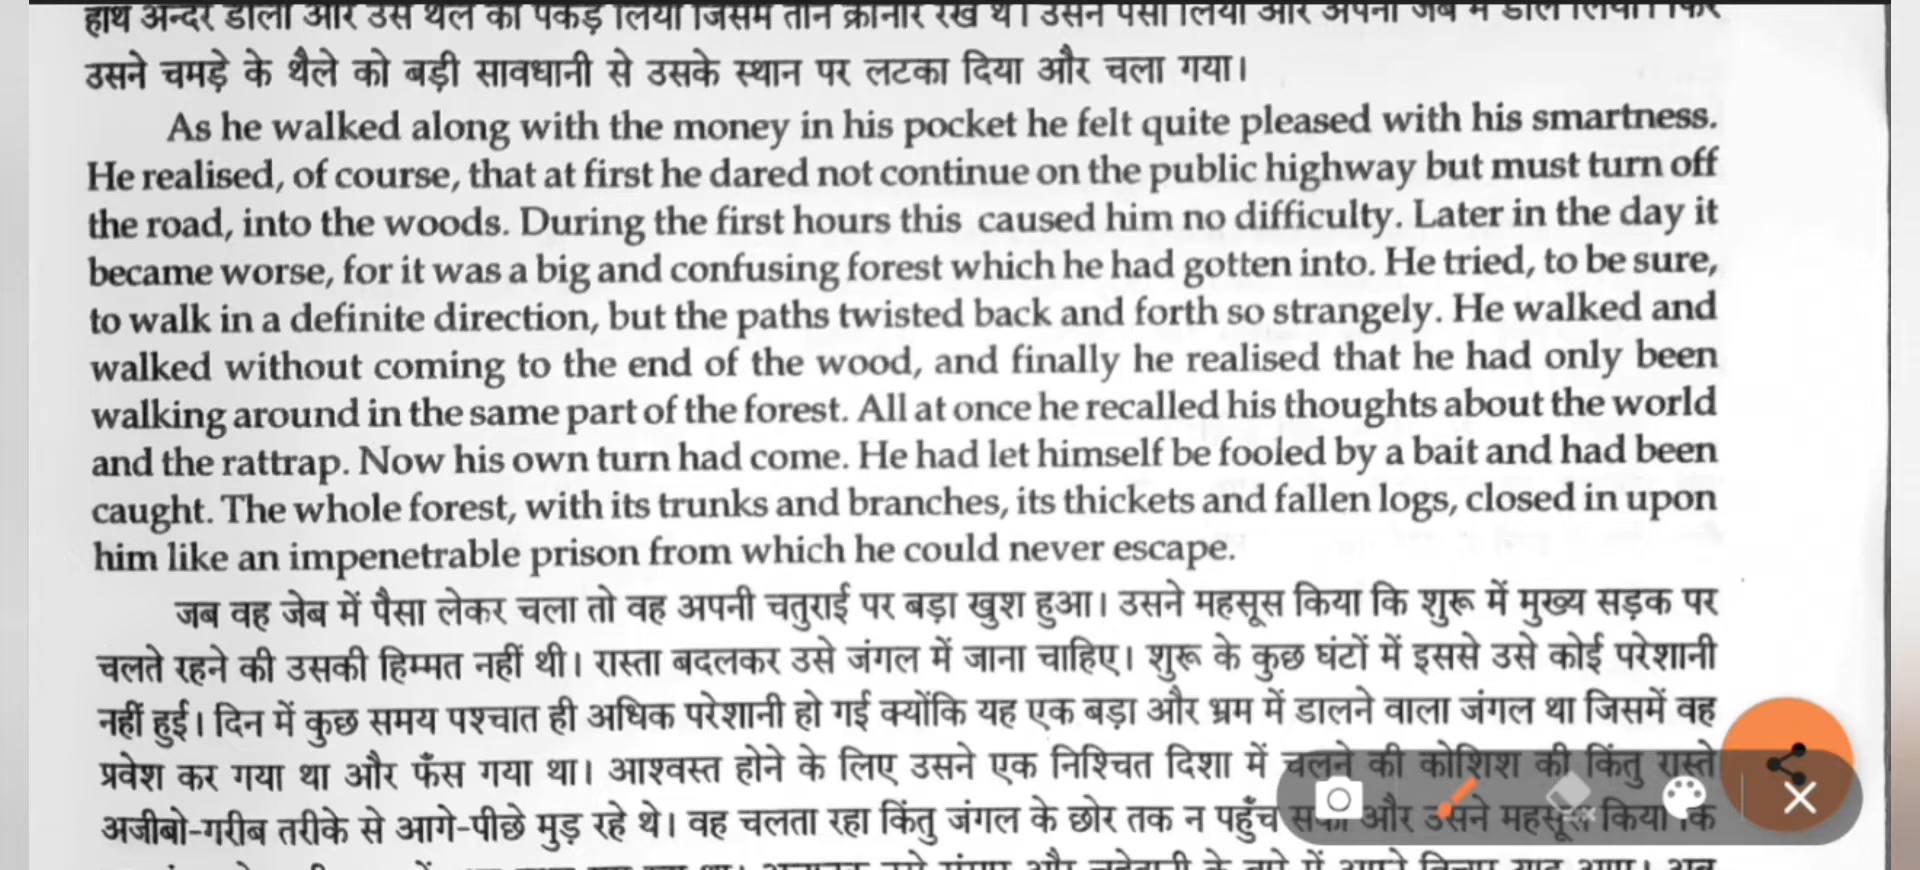 हाथ अन्दर डाला और उस थैले को पकड़ लिया जिसमें तीन क्रोनोर रखे थे। उसने पैसा लिया और अपनी जेब में डाल लिया। फिर
उसने चमड़े के थैले को बड़ी सावधानी से उसके स्थान पर लटका दिया और चला गया।
As he walked along with the money in his pocket he felt quite pleased with his smartness.
He realised, of course, that at first he dared not continue on the public highway but must turn off
the road, into the woods. During the first hours this caused him no difficulty. Later in the day it
became worse, for it was a big and confusing forest which he had gotten into. He tried, to be sure,
to walk in a definite direction, but the paths twisted back and forth so strangely. He walked and
walked without coming to the end of the wood, and finally he realised that he had only been
walking around in the same part of the forest. All at once he recalled his thoughts about the world
and the rattrap. Now his own turn had come. He had let himself be fooled by a bait and had been
caught. The whole forest, with its trunks and branches, its thickets and fallen logs, closed in upon
him like an impenetrable prison from which he could never escape.
जब वह जेब में पैसा लेकर चला तो वह अपनी चतुराई पर बड़ा खुश हुआ। उसने महसूस किया कि शुरू में मुख्य सड़क पर
चलते रहने की उसकी हिम्मत नहीं थी। रास्ता बदलकर उसे जंगल में जाना चाहिए। शुरू के कुछ घंटों में इससे उसे कोई परेशानी
नहीं हुई। दिन में कुछ समय पश्चात ही अधिक परेशानी हो गई क्योंकि यह एक बड़ा और भ्रम में डालने वाला जंगल था जिसमें वह
प्रवेश कर गया था और फँस गया था। आश्वस्त होने के लिए उसने एक निश्चित दिशा में चलने की कोशिश की किंतु रास्ते
अजीबो-गरीब तरीके से आगे-पीछे मुड़ रहे थे। वह चलता रहा किंतु जंगल के छोर तक न पहुँच सका और उसने महसूस किया कि